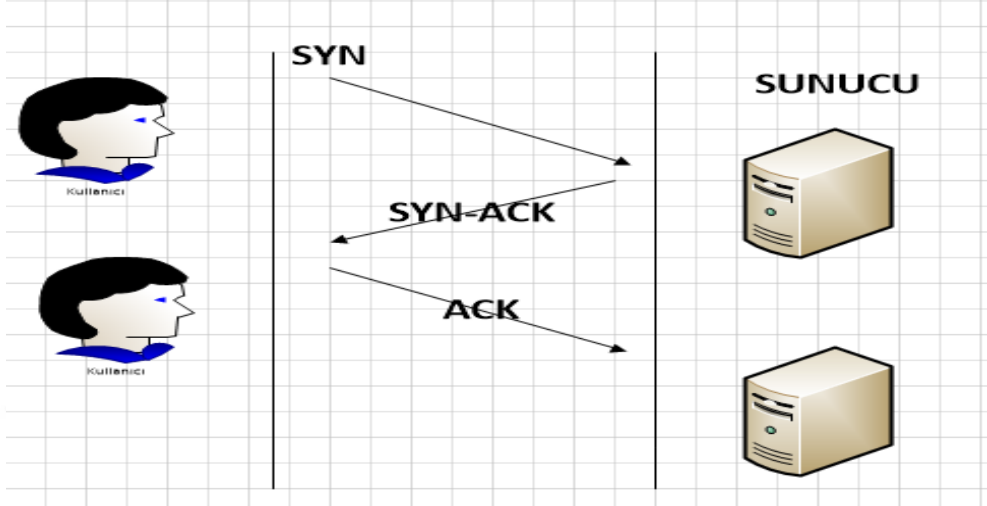 SYN
SUNUCU
Kullanıcı
SYN-ACK
ACK
Kullanıcı